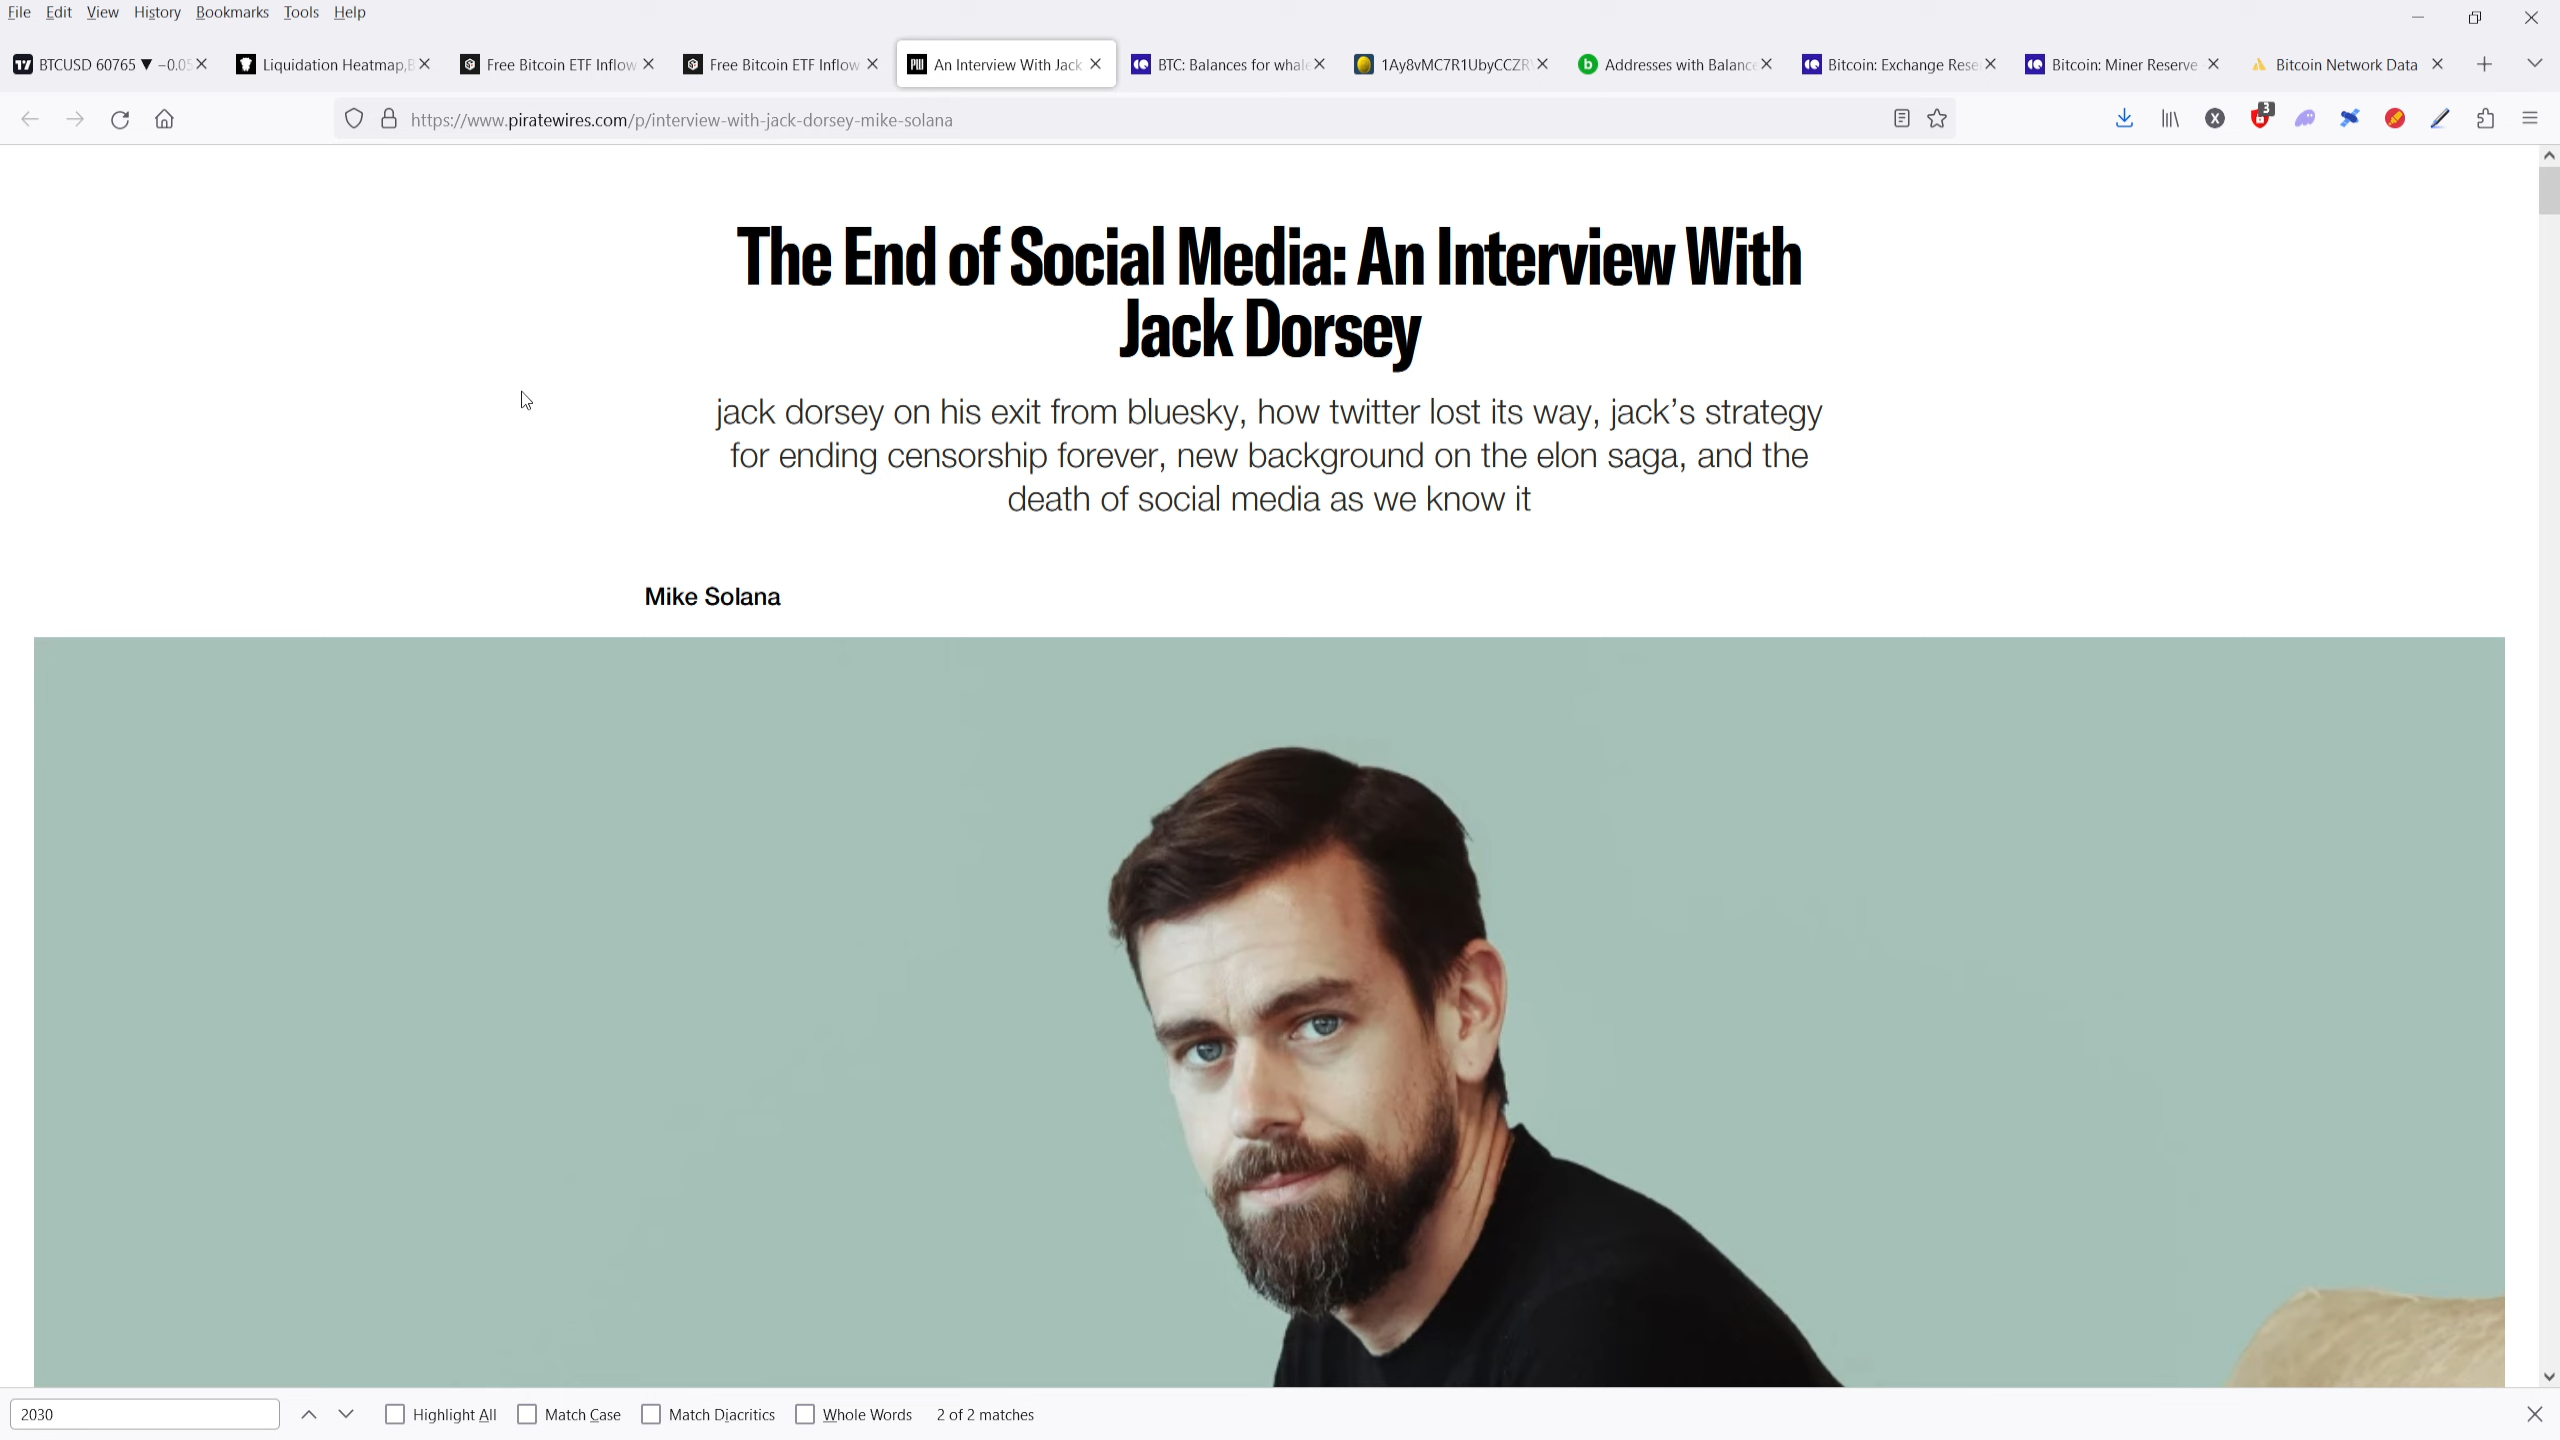 File Edit View History Bookmarks Tools Help
BTCUSD 60765 ▼ −0.05
Liquidation Heatmap,B
Free Bitcoin ETF Inflow
Free Bitcoin ETF Inflow
An Interview With Jack
BTC: Balances for whale
1Ay8vMC7R1UbyCCZR
Addresses with Balance
Bitcoin: Exchange Rese
Bitcoin: Miner Reserve
Bitcoin Network Data
https://www.piratewires.com/p/interview-with-jack-dorsey-mike-solana
3
The End of Social Media: An Interview With
Jack Dorsey
jack dorsey on his exit from bluesky, how twitter lost its way, jack’s strategy
for ending censorship forever, new background on the elon saga, and the
death of social media as we know it
Mike Solana
2030 Highlight All Match Case Match Diacritics Whole Words 2 of 2 matches